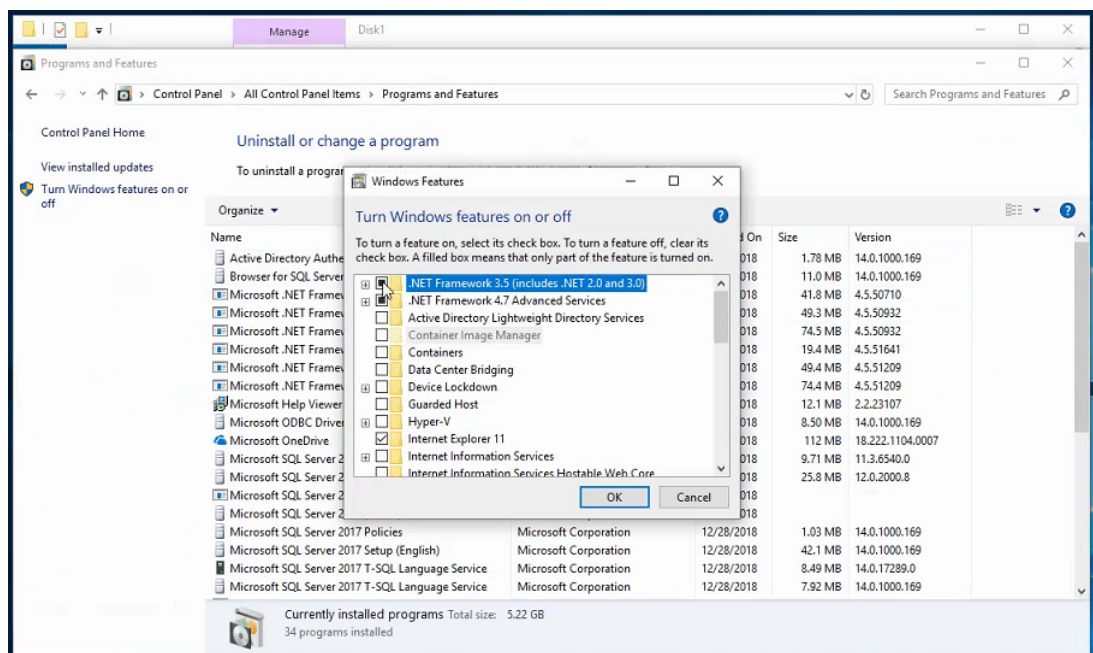 Manage Disk1
Programs and Features
Control Panel > All Control Panel Items > Programs and Features
Search Programs and Features
Control Panel Home
View installed updates
Turn Windows features on or
off
Uninstall or change a program
To uninstall a progra
Organize
Name d On Size Version
Active Directory Authe 018 1.78 MB 14.0.1000.169
Browser for SQL Server 018 11.0 MB 14.0.1000.169
Microsoft .NET Framew 018 41.8 MB 4.5.50710
Microsoft .NET Framew 018 49.3 MB 4.5.50932
Microsoft .NET Framew 018 74.5 MB 4.5.50932
Microsoft .NET Framew 018 19.4 MB 4.5.51641
Microsoft .NET Framew 018 49.4 MB 4.5.51209
Microsoft .NET Framew 018 74.4 MB 4.5.51209
Microsoft Help Viewer 018 12.1 MB 2.2.23107
Microsoft ODBC Driver 018 8.50 MB 14.0.1000.169
Microsoft OneDrive 018 112 MB 18.222.1104.0007
Microsoft SQL Server 2 018 9.71 MB 11.3.6540.0
Microsoft SQL Server 2 018 25.8 MB 12.0.2000.8
Microsoft SQL Server 2 018
Microsoft SQL Server 2
Microsoft SQL Server 2017 Policies Microsoft Corporation 12/28/2018 1.03 MB 14.0.1000.169
Microsoft SQL Server 2017 Setup (English) Microsoft Corporation 12/28/2018 42.1 MB 14.0.1000.169
Microsoft SQL Server 2017 T-SQL Language Service Microsoft Corporation 12/28/2018 8.49 MB 14.0.17289.0
Microsoft SQL Server 2017 T-SQL Language Service Microsoft Corporation 12/28/2018 7.92 MB 14.0.1000.169
Currently installed programs Total size: 5.22 GB
34 programs installed
Windows Features
Turn Windows features on or off
To turn a feature on, select its check box. To turn a feature off, clear its
check box. A filled box means that only part of the feature is turned on.
.NET Framework 3.5 (includes .NET 2.0 and 3.0)
.NET Framework 4.7 Advanced Services
Active Directory Lightweight Directory Services
Container Image Manager
Containers
Data Center Bridging
Device Lockdown
Guarded Host
Hyper-V
Internet Explorer 11
Internet Information Services
Internet Information Services Hostable Web Core
OK Cancel